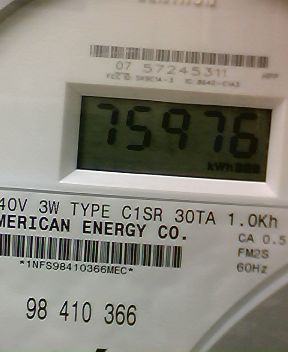 07 57245311
75976
kWh
40V 3W TYPE C1SR 30TA 1.0Kh
MERICAN ENERGY CO.
CA 0.5
FM2S
*1NFS98410366MEC*
60Hz
98 410 366